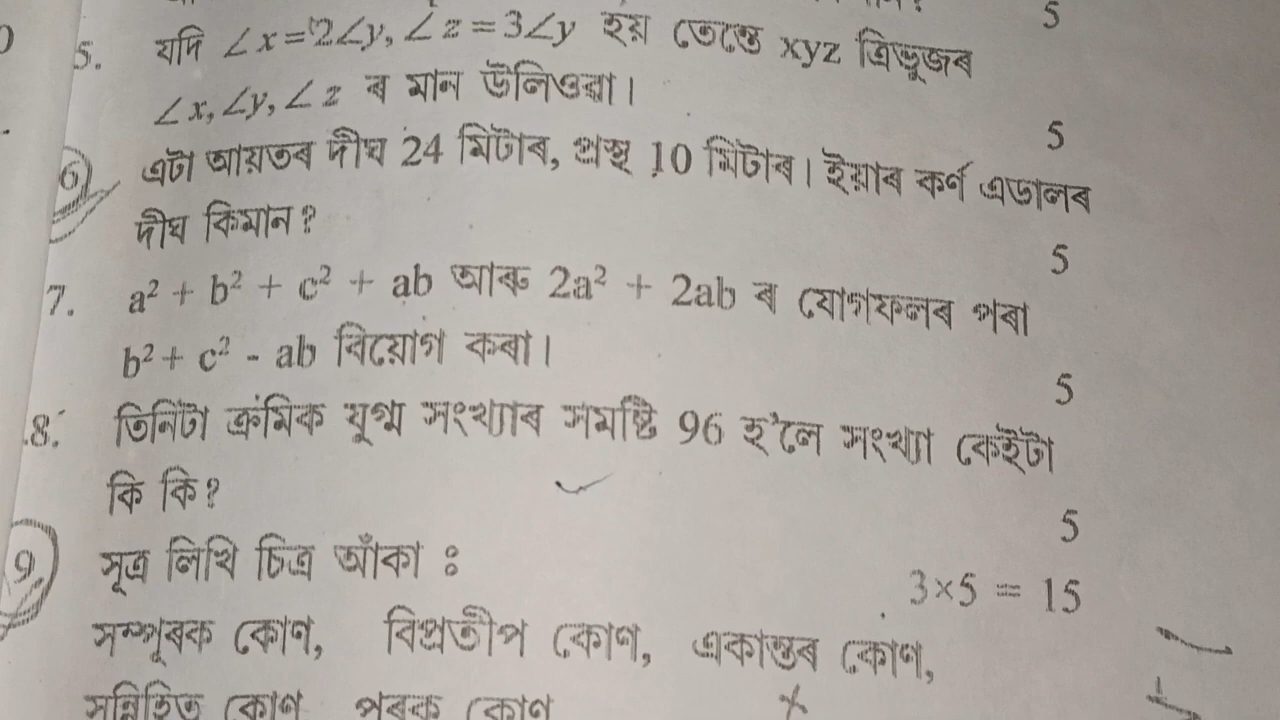 5
5. যদি ∠x=2∠y, ∠z=3∠y হয় তেন্তে xyz ত্ৰিভুজৰ
∠x, ∠y, ∠z ৰ মান উলিওৱা।
5
6 এটা আয়তৰ দীঘ 24 মিটাৰ, প্ৰস্থ 10 মিটাৰ। ইয়াৰ কৰ্ণ এডালৰ
দীঘ কিমান?
5
7. a² + b² + c² + ab আৰু 2a² + 2ab ৰ যোগফলৰ পৰা
b² + c² - ab বিয়োগ কৰা।
5
8. তিনিটা ক্ৰমিক যুগ্ম সংখ্যাৰ সমষ্টি 96 হ'লে সংখ্যা কেইটা
কি কি?
5
9 সূত্ৰ লিখি চিত্ৰ আঁকা ঃ
3×5 = 15
সম্পূৰক কোণ, বিপ্ৰতীপ কোণ, একান্তৰ কোণ,
সন্নিহিত কোণ পৰক কোণ